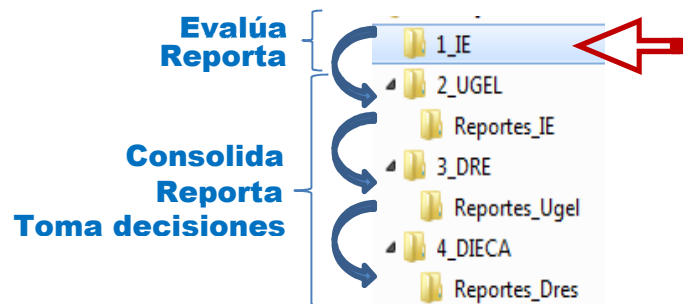 Evalúa
Reporta
1_IE
2_UGEL
Reportes_IE
Consolida
Reporta
Toma decisiones
3_DRE
Reportes_Ugel
4_DIECA
Reportes_Dres